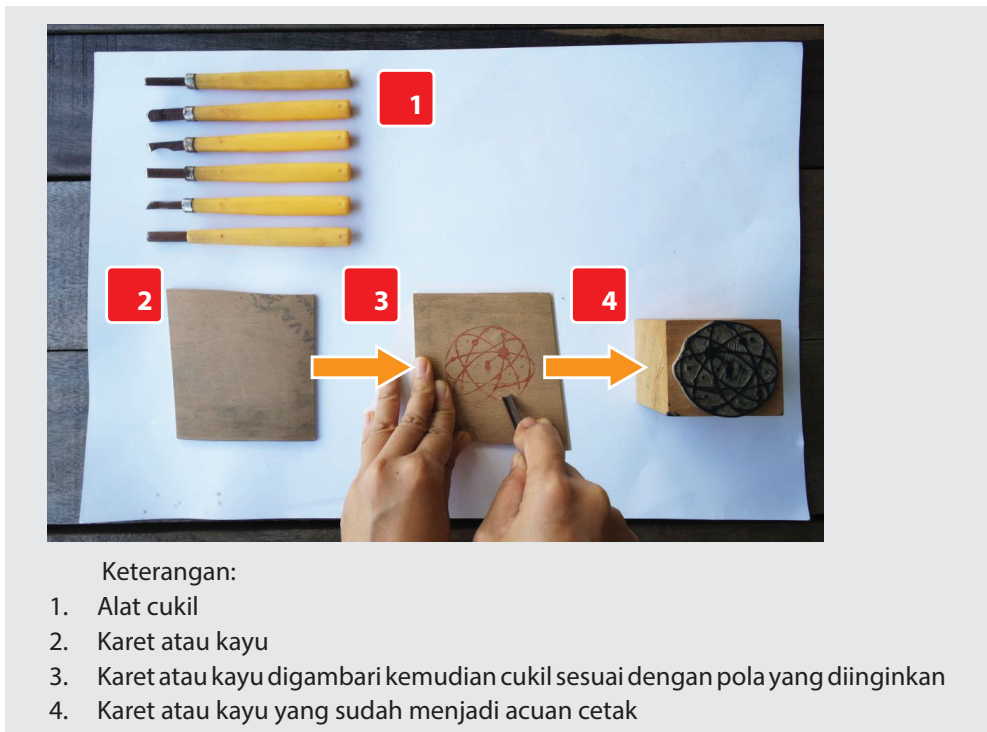 1
2
3
4
Keterangan:
1. Alat cukil
2. Karet atau kayu
3. Karet atau kayu digambari kemudian cukil sesuai dengan pola yang diinginkan
4. Karet atau kayu yang sudah menjadi acuan cetak